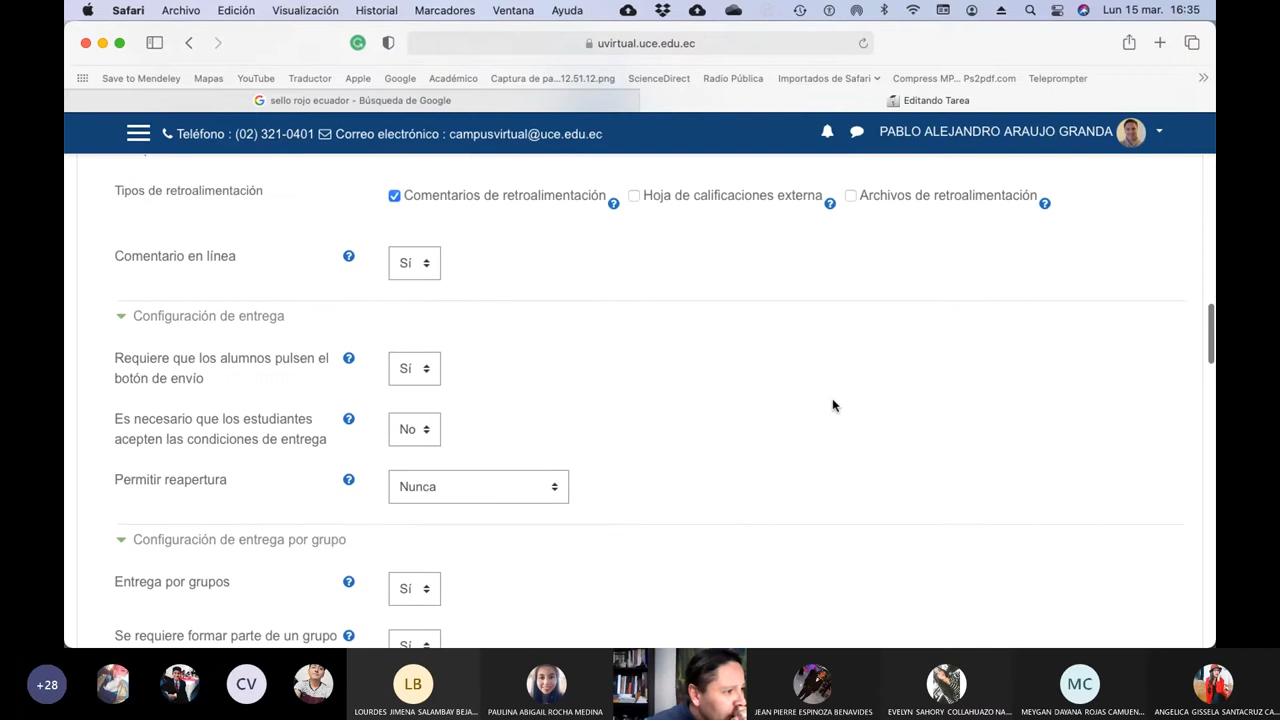 Safari Archivo Edición Visualización Historial Marcadores Ventana Ayuda Lun 15 mar. 16:35
uvirtual.uce.edu.ec
Save to Mendeley Mapas YouTube Traductor Apple Google Académico Captura de pa...12.51.12.png ScienceDirect Radio Pública Importados de Safari Compress MP... Ps2pdf.com Teleprompter
sello rojo ecuador - Búsqueda de Google Editando Tarea
Teléfono : (02) 321-0401 Correo electrónico : campusvirtual@uce.edu.ec PABLO ALEJANDRO ARAUJO GRANDA
Tipos de retroalimentación Comentarios de retroalimentación Hoja de calificaciones externa Archivos de retroalimentación
Comentario en línea Sí
Configuración de entrega
Requiere que los alumnos pulsen el
botón de envío Sí
Es necesario que los estudiantes
acepten las condiciones de entrega No
Permitir reapertura Nunca
Configuración de entrega por grupo
Entrega por grupos Sí
Se requiere formar parte de un grupo Sí
+28 CV LB MC
LOURDES JIMENA SALAMBAY BEJA... PAULINA ABIGAIL ROCHA MEDINA JEAN PIERRE ESPINOZA BENAVIDES EVELYN SAHORY COLLAHUAZO NA... MEYGAN DAYANA ROJAS CAMUEN... ANGÉLICA GISSELA SANTACRUZ CA...